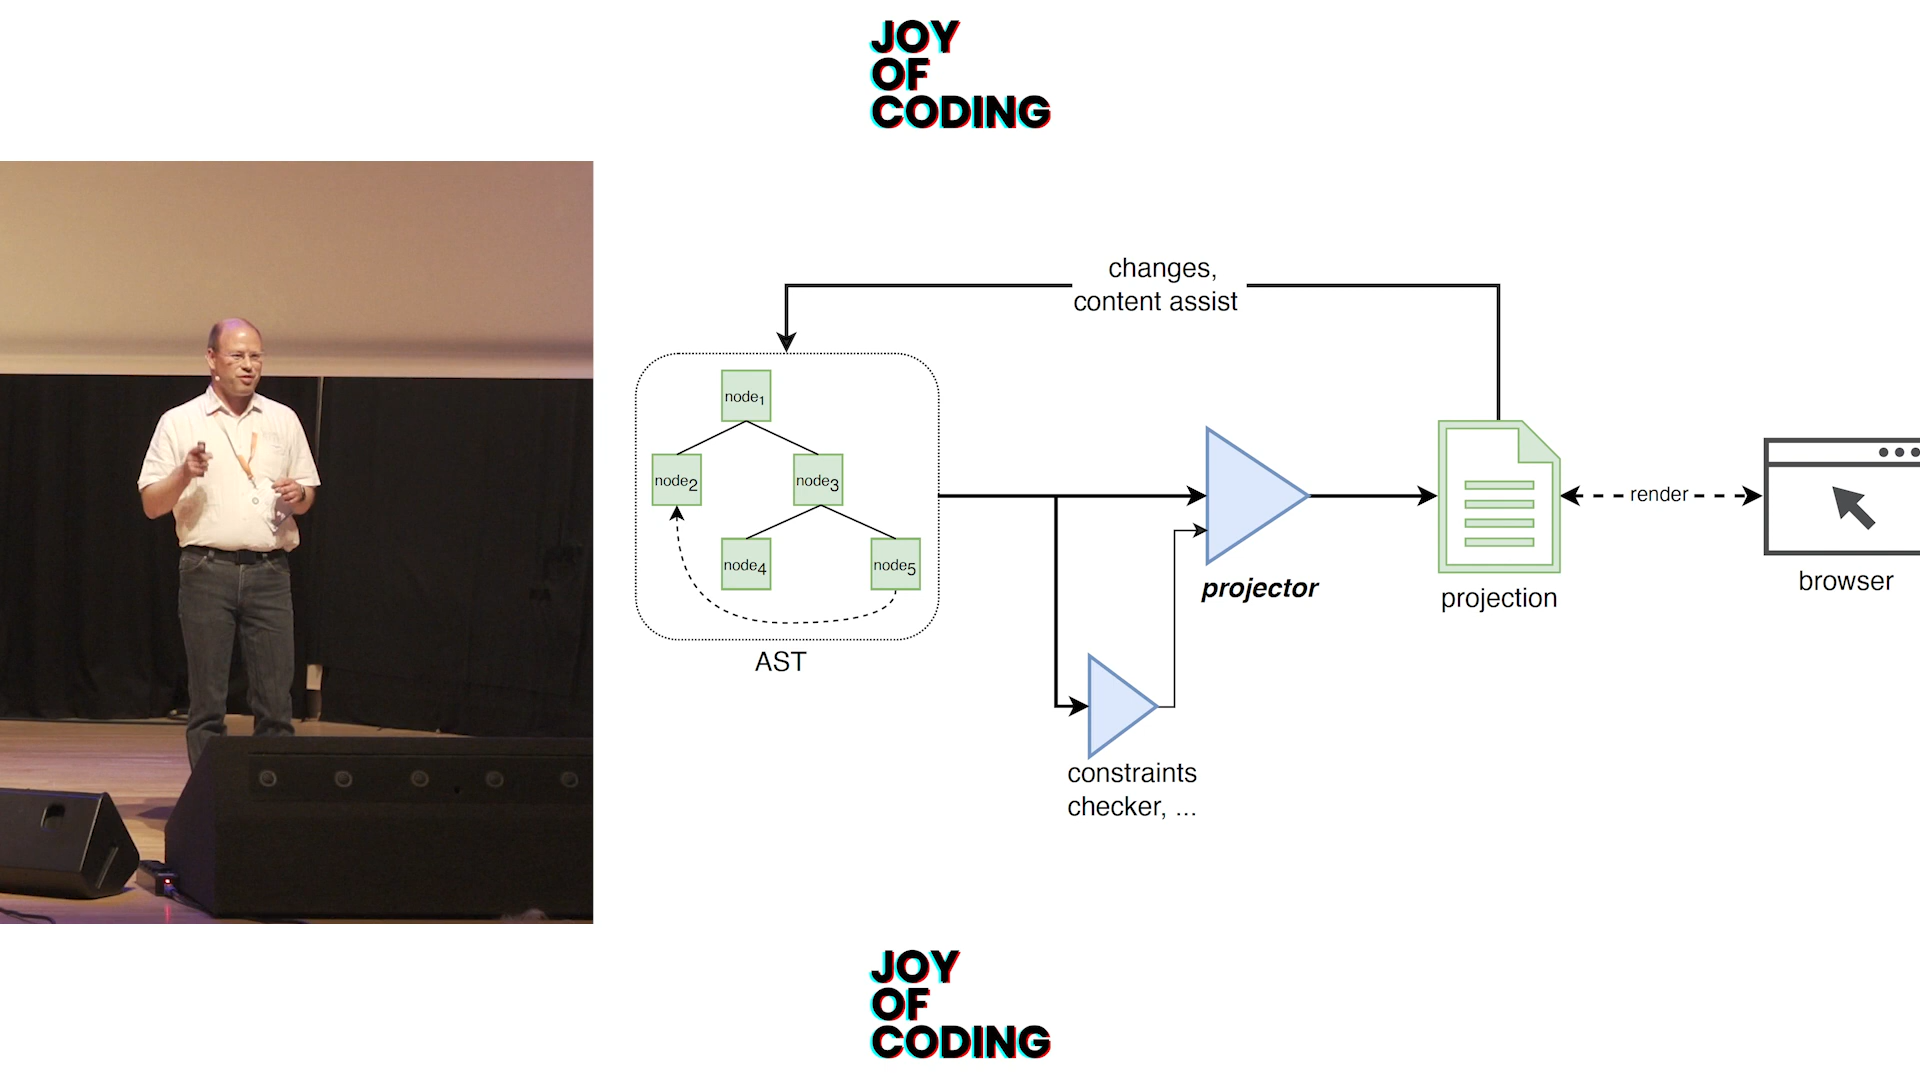 JOY
OF
CODING
changes,
content assist
node1
node2
node3
node4
node5
AST
projector
projection
render
browser
constraints
checker, ...
JOY
OF
CODING